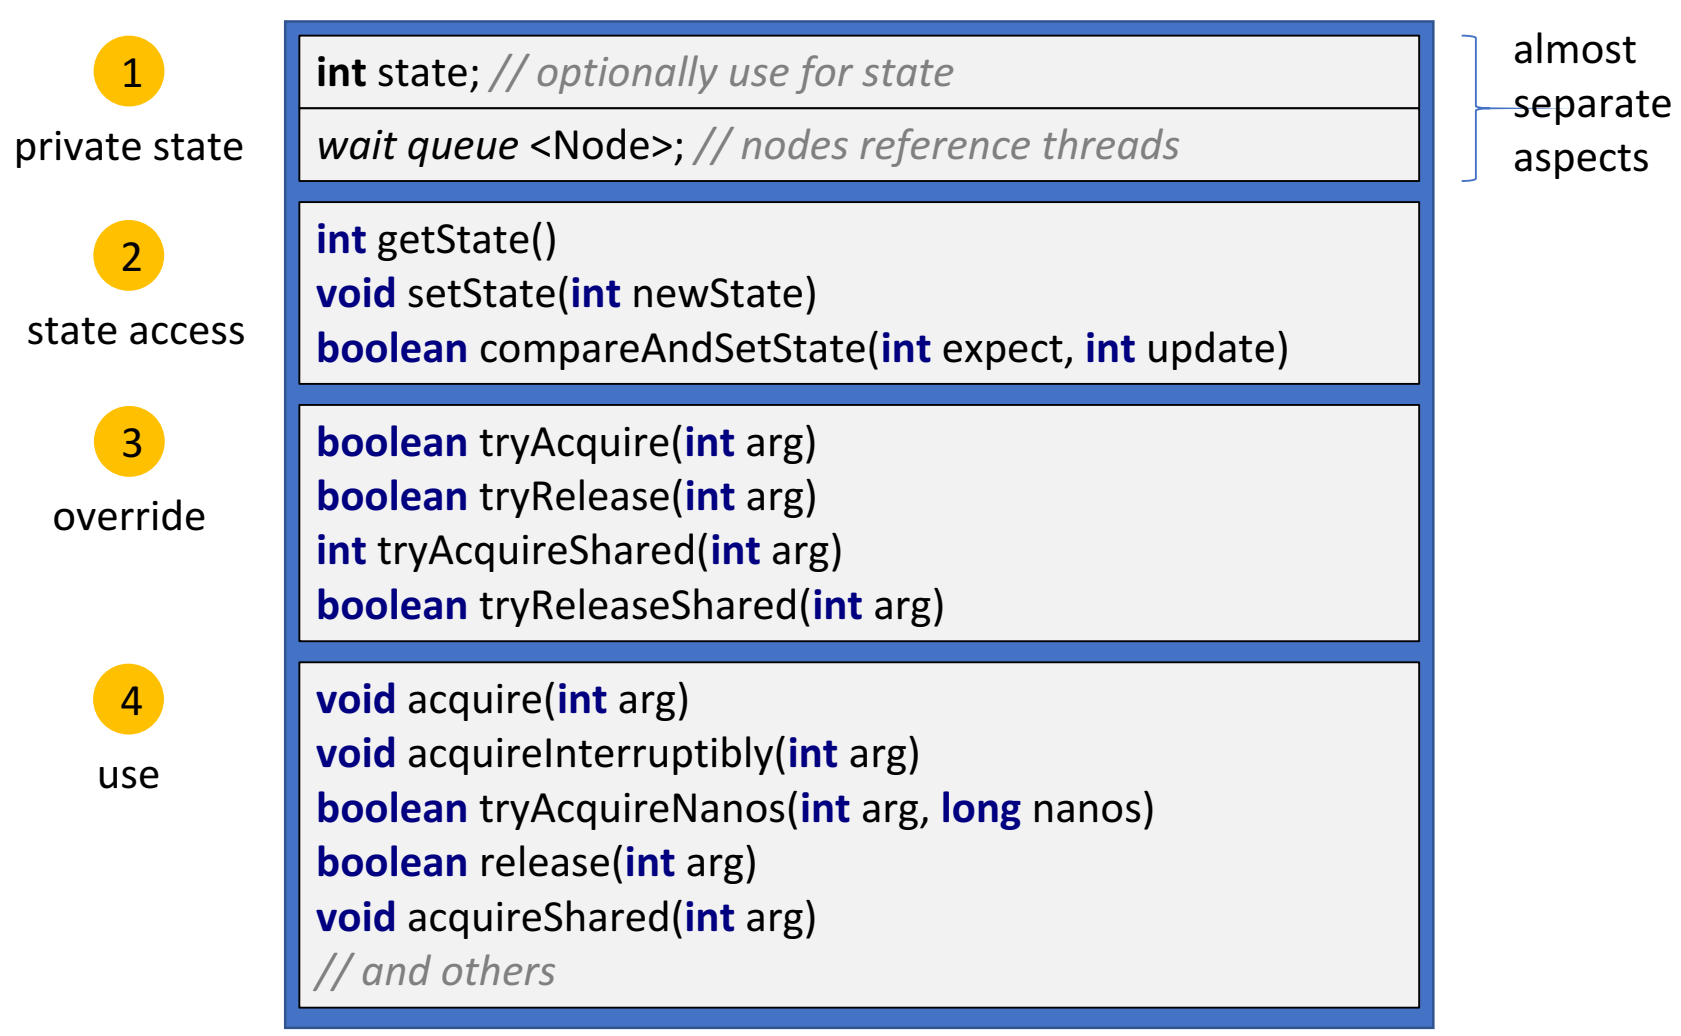 1
private state
int state; // optionally use for state
wait queue <Node>; // nodes reference threads
almost
separate
aspects
2
state access
int getState()
void setState(int newState)
boolean compareAndSetState(int expect, int update)
3
override
boolean tryAcquire(int arg)
boolean tryRelease(int arg)
int tryAcquireShared(int arg)
boolean tryReleaseShared(int arg)
4
use
void acquire(int arg)
void acquireInterruptibly(int arg)
boolean tryAcquireNanos(int arg, long nanos)
boolean release(int arg)
void acquireShared(int arg)
// and others